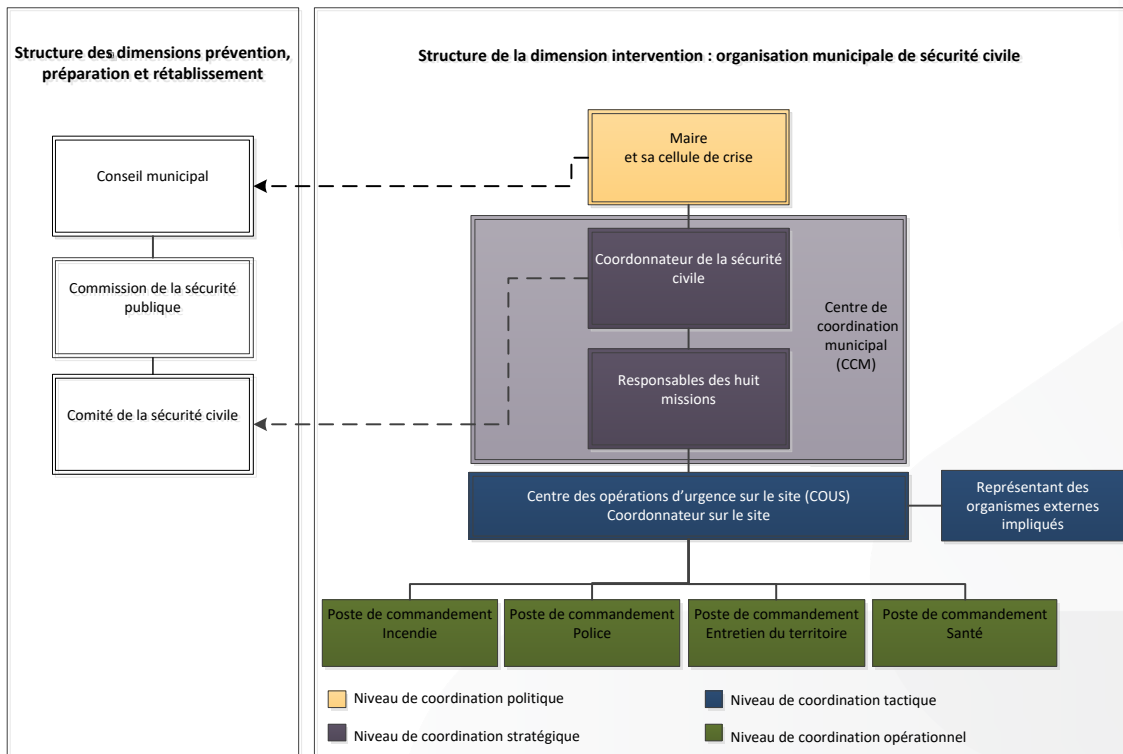 Structure des dimensions prévention,
préparation et rétablissement
Conseil municipal
Commission de la sécurité
publique
Comité de la sécurité civile
Structure de la dimension intervention : organisation municipale de sécurité civile
Maire
et sa cellule de crise
Coordonnateur de la sécurité
civile
Centre de
coordination
municipal
(CCM)
Responsables des huit
missions
Centre des opérations d’urgence sur le site (COUS)
Coordonnateur sur le site
Représentant des
organismes externes
impliqués
Poste de commandement
Incendie
Poste de commandement
Police
Poste de commandement
Entretien du territoire
Poste de commandement
Santé
Niveau de coordination politique
Niveau de coordination tactique
Niveau de coordination stratégique
Niveau de coordination opérationnel